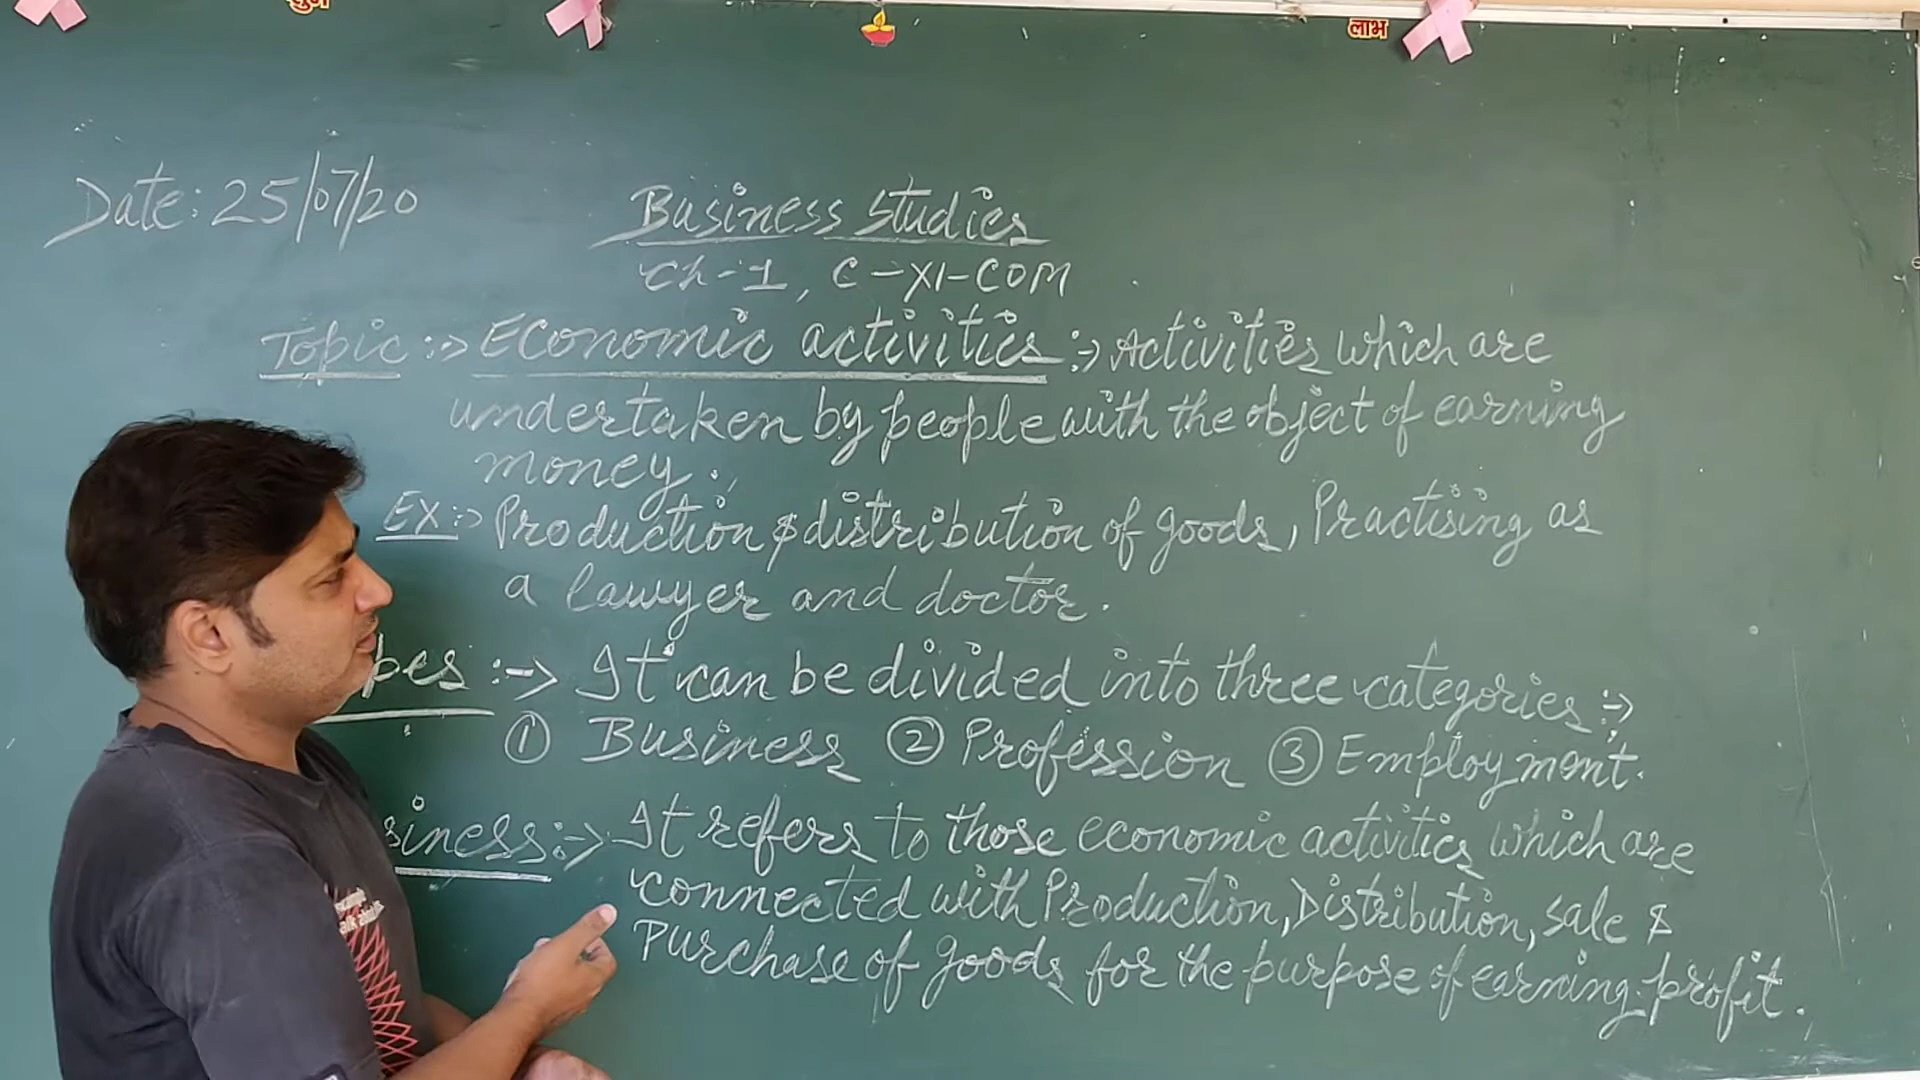 शुभ
लाभ
Date: 25/07/20
Business Studies
Ch-1, C-XI-COM
Topic :-> Economic activities :-> Activities which are
undertaken by people with the object of earning
money.
EX :-> Production & distribution of goods, Practising as
a lawyer and doctor.
pes :-> It can be divided into three categories :->
① Business ② Profession ③ Employment.
siness :-> It refers to those economic activities which are
connected with Production, Distribution, Sale &
Purchase of goods for the purpose of earning profit.